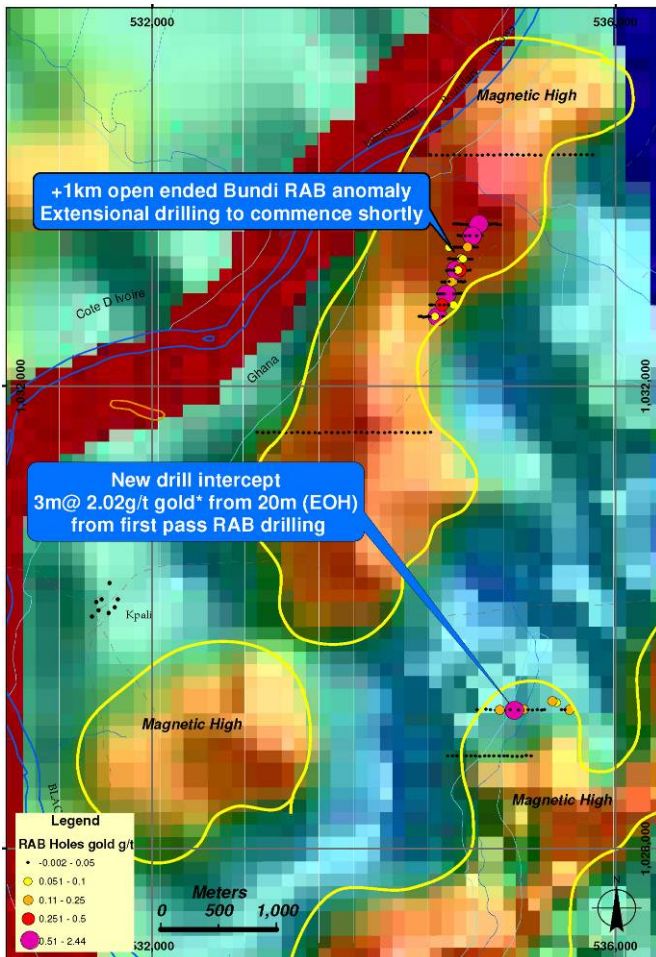 532,000
536,000
Magnetic High
+1km open ended Bundi RAB anomaly
Extensional drilling to commence shortly
Cote D Ivoire
Ghana
1,032,000
1,032,000
New drill intercept
3m@ 2.02g/t gold* from 20m (EOH)
from first pass RAB drilling
Kpali
Magnetic High
Magnetic High
BLAC
Legend
RAB Holes gold g/t
-0.002 - 0.05
0.051 - 0.1
0.11 - 0.25
0.251 - 0.5
0.51 - 2.44
Meters
0 500 1,000
N
1,028,000
532,000
536,000